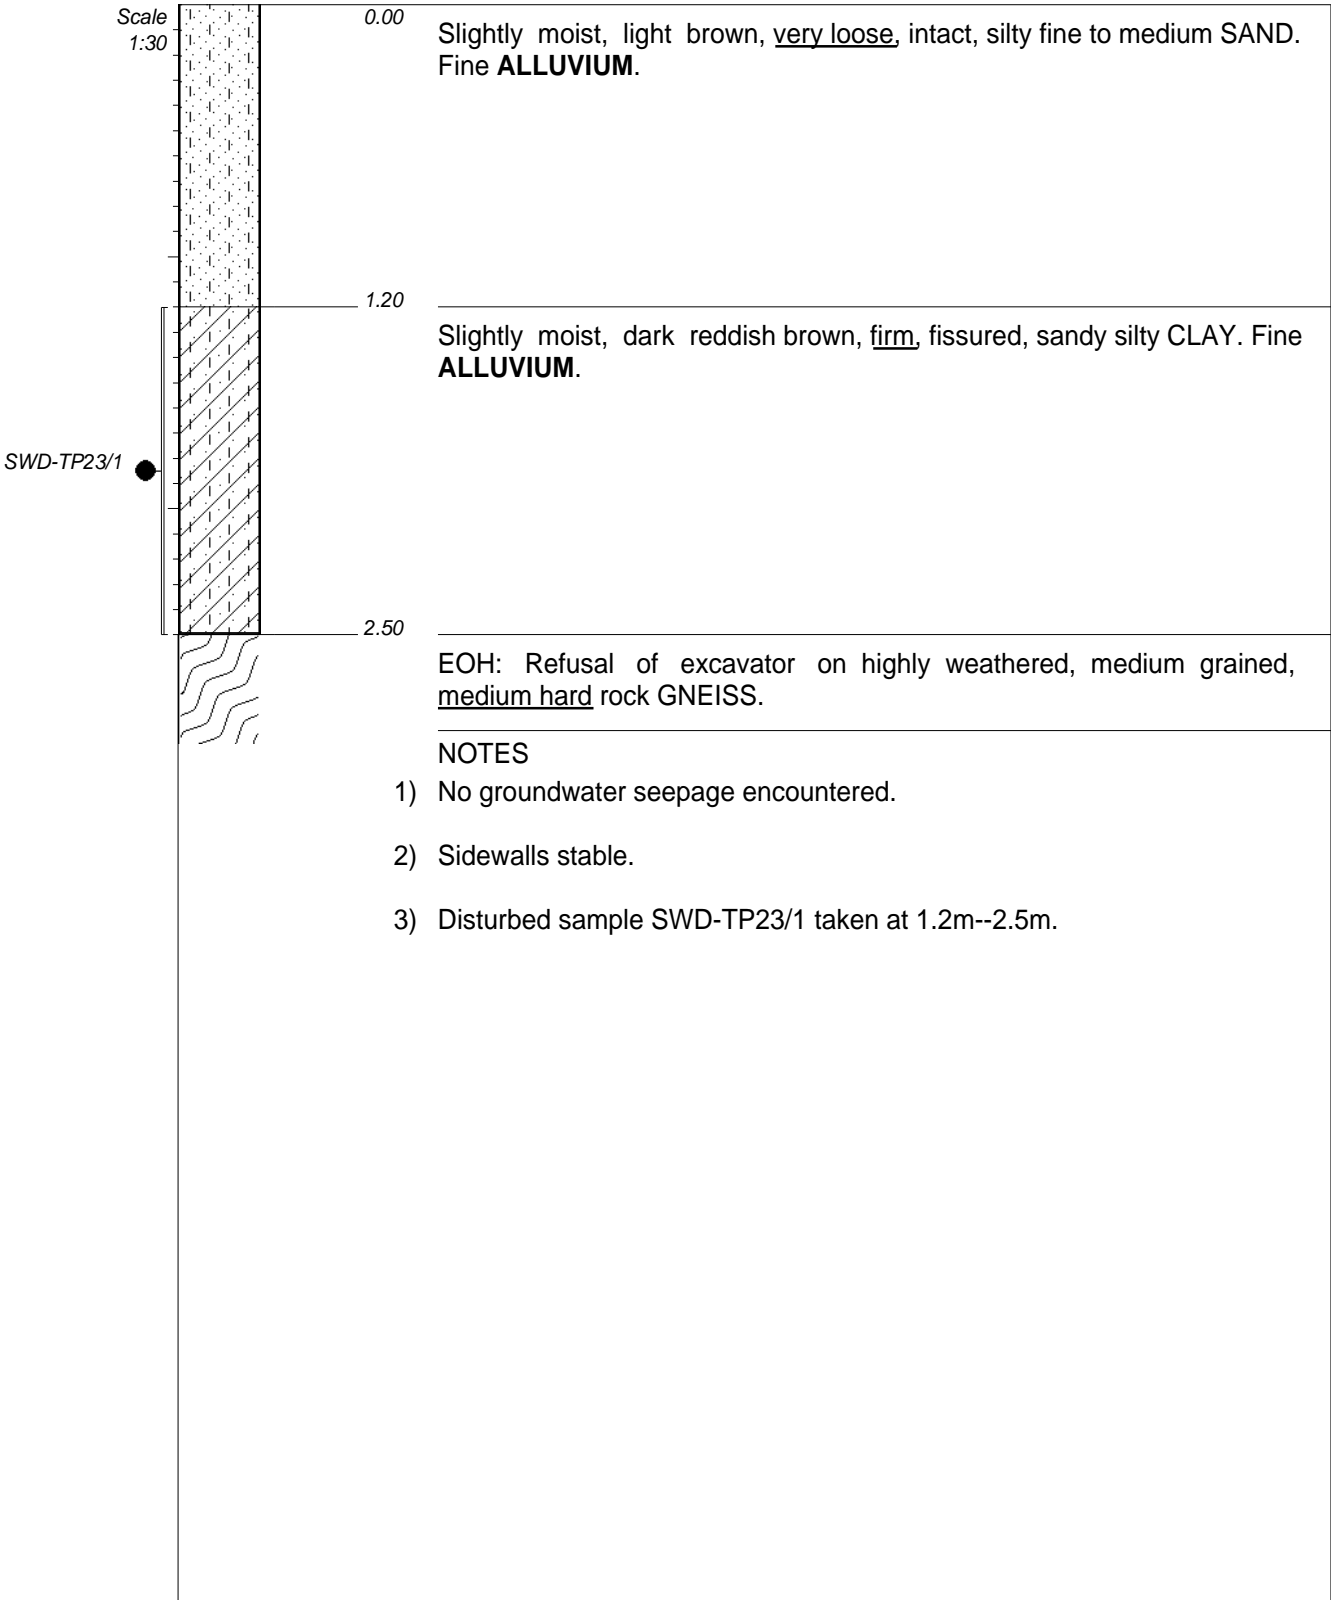 Scale
1:30
0.00
Slightly moist, light brown, very loose, intact, silty fine to medium SAND.
Fine ALLUVIUM.
1.20
Slightly moist, dark reddish brown, firm, fissured, sandy silty CLAY. Fine
ALLUVIUM.
SWD-TP23/1
2.50
EOH: Refusal of excavator on highly weathered, medium grained,
medium hard rock GNEISS.
NOTES
1) No groundwater seepage encountered.
2) Sidewalls stable.
3) Disturbed sample SWD-TP23/1 taken at 1.2m--2.5m.